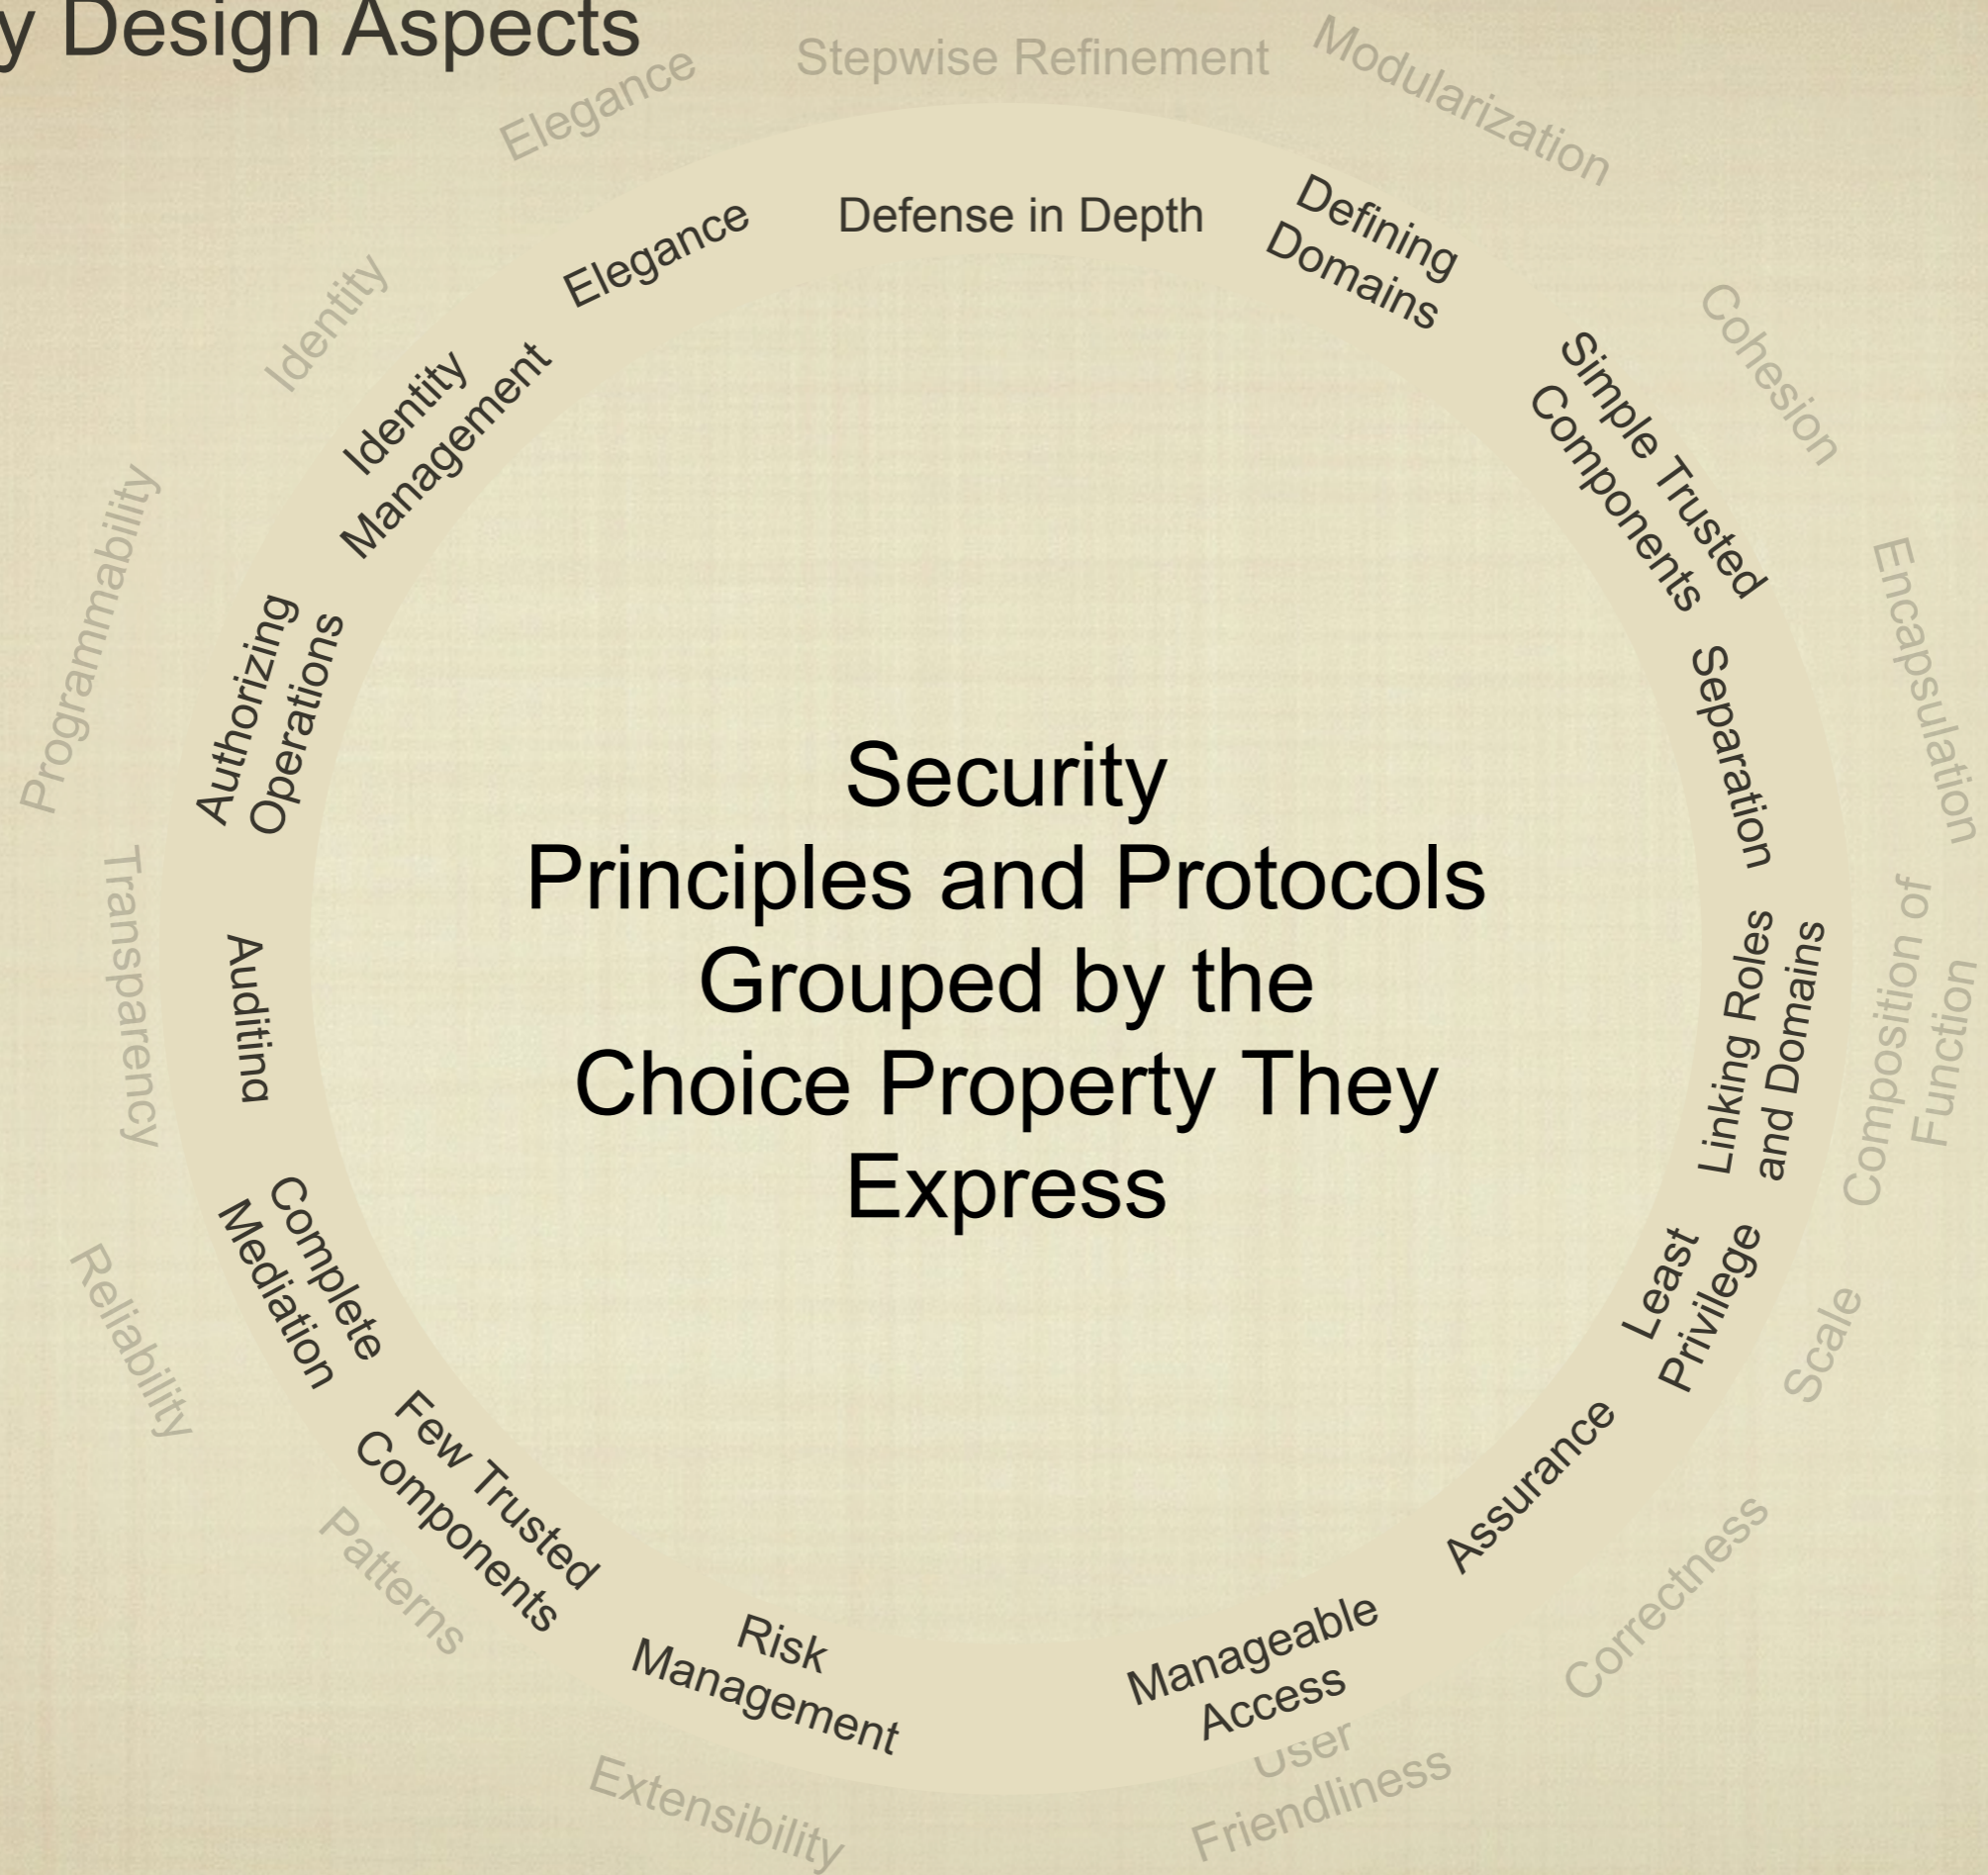 y Design Aspects
Stepwise Refinement
Modularization
Cohesion
Encapsulation
Composition of
Function
Scale
Correctness
User
Friendliness
Extensibility
Patterns
Reliability
Transparency
Programmability
Identity
Elegance
Defense in Depth
Defining
Domains
Simple Trusted
Components
Separation
Linking Roles
and Domains
Least
Privilege
Assurance
Manageable
Access
Risk
Management
Few Trusted
Components
Complete
Mediation
Auditing
Authorizing
Operations
Identity
Management
Elegance
Security
Principles and Protocols
Grouped by the
Choice Property They
Express